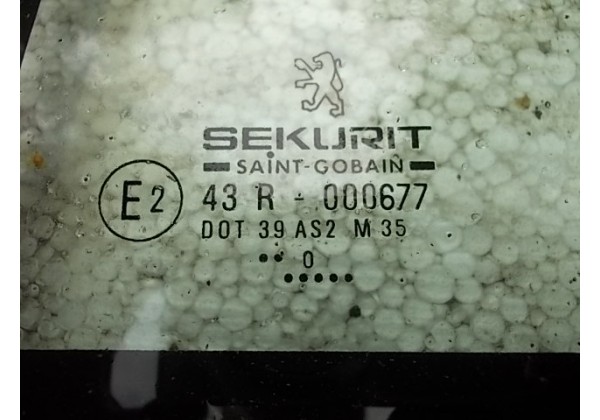 SEKURIT
SAINT-GOBAIN
E2 43 R - 000677
DOT 39 AS2 M 35
•• 0
•••••